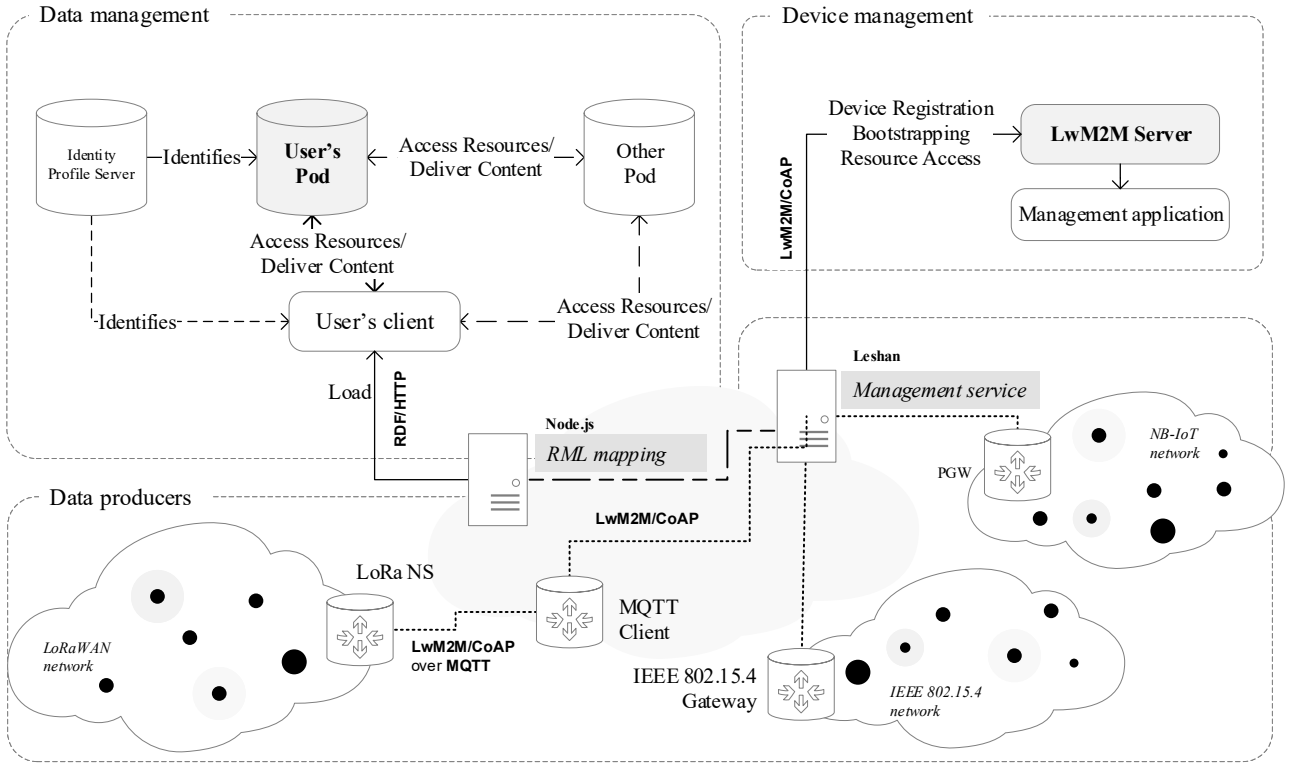 Data management
Device management
Identity
Profile Server
Identifies
User's
Pod
Access Resources/
Deliver Content
Other
Pod
Device Registration
Bootstrapping
Resource Access
LwM2M Server
Management application
LwM2M/CoAP
Access Resources/
Deliver Content
Identifies
User's client
Access Resources/
Deliver Content
Load
RDF/HTTP
Leshan
Management service
Node.js
RML mapping
NB-IoT
network
PGW
Data producers
LwM2M/CoAP
LoRa NS
LoRaWAN
network
LwM2M/CoAP
over MQTT
MQTT
Client
IEEE 802.15.4
Gateway
IEEE 802.15.4
network